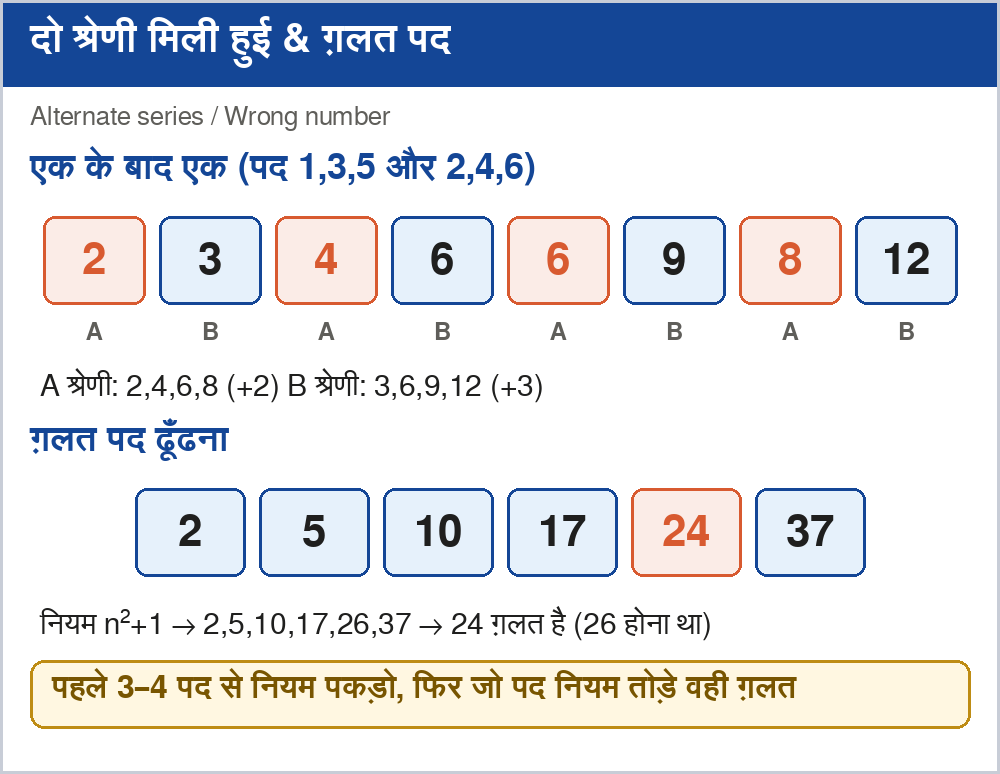 दो श्रेणी मिली हुई & ग़लत पद
Alternate series / Wrong number
एक के बाद एक (पद 1,3,5 और 2,4,6)
2 3 4 6 6 9 8 12
A B A B A B A B
A श्रेणी: 2,4,6,8 (+2) B श्रेणी: 3,6,9,12 (+3)
ग़लत पद ढूँढना
2 5 10 17 24 37
नियम n²+1 → 2,5,10,17,26,37 → 24 ग़लत है (26 होना था)
पहले 3–4 पद से नियम पकड़ो, फिर जो पद नियम तोड़े वही ग़लत